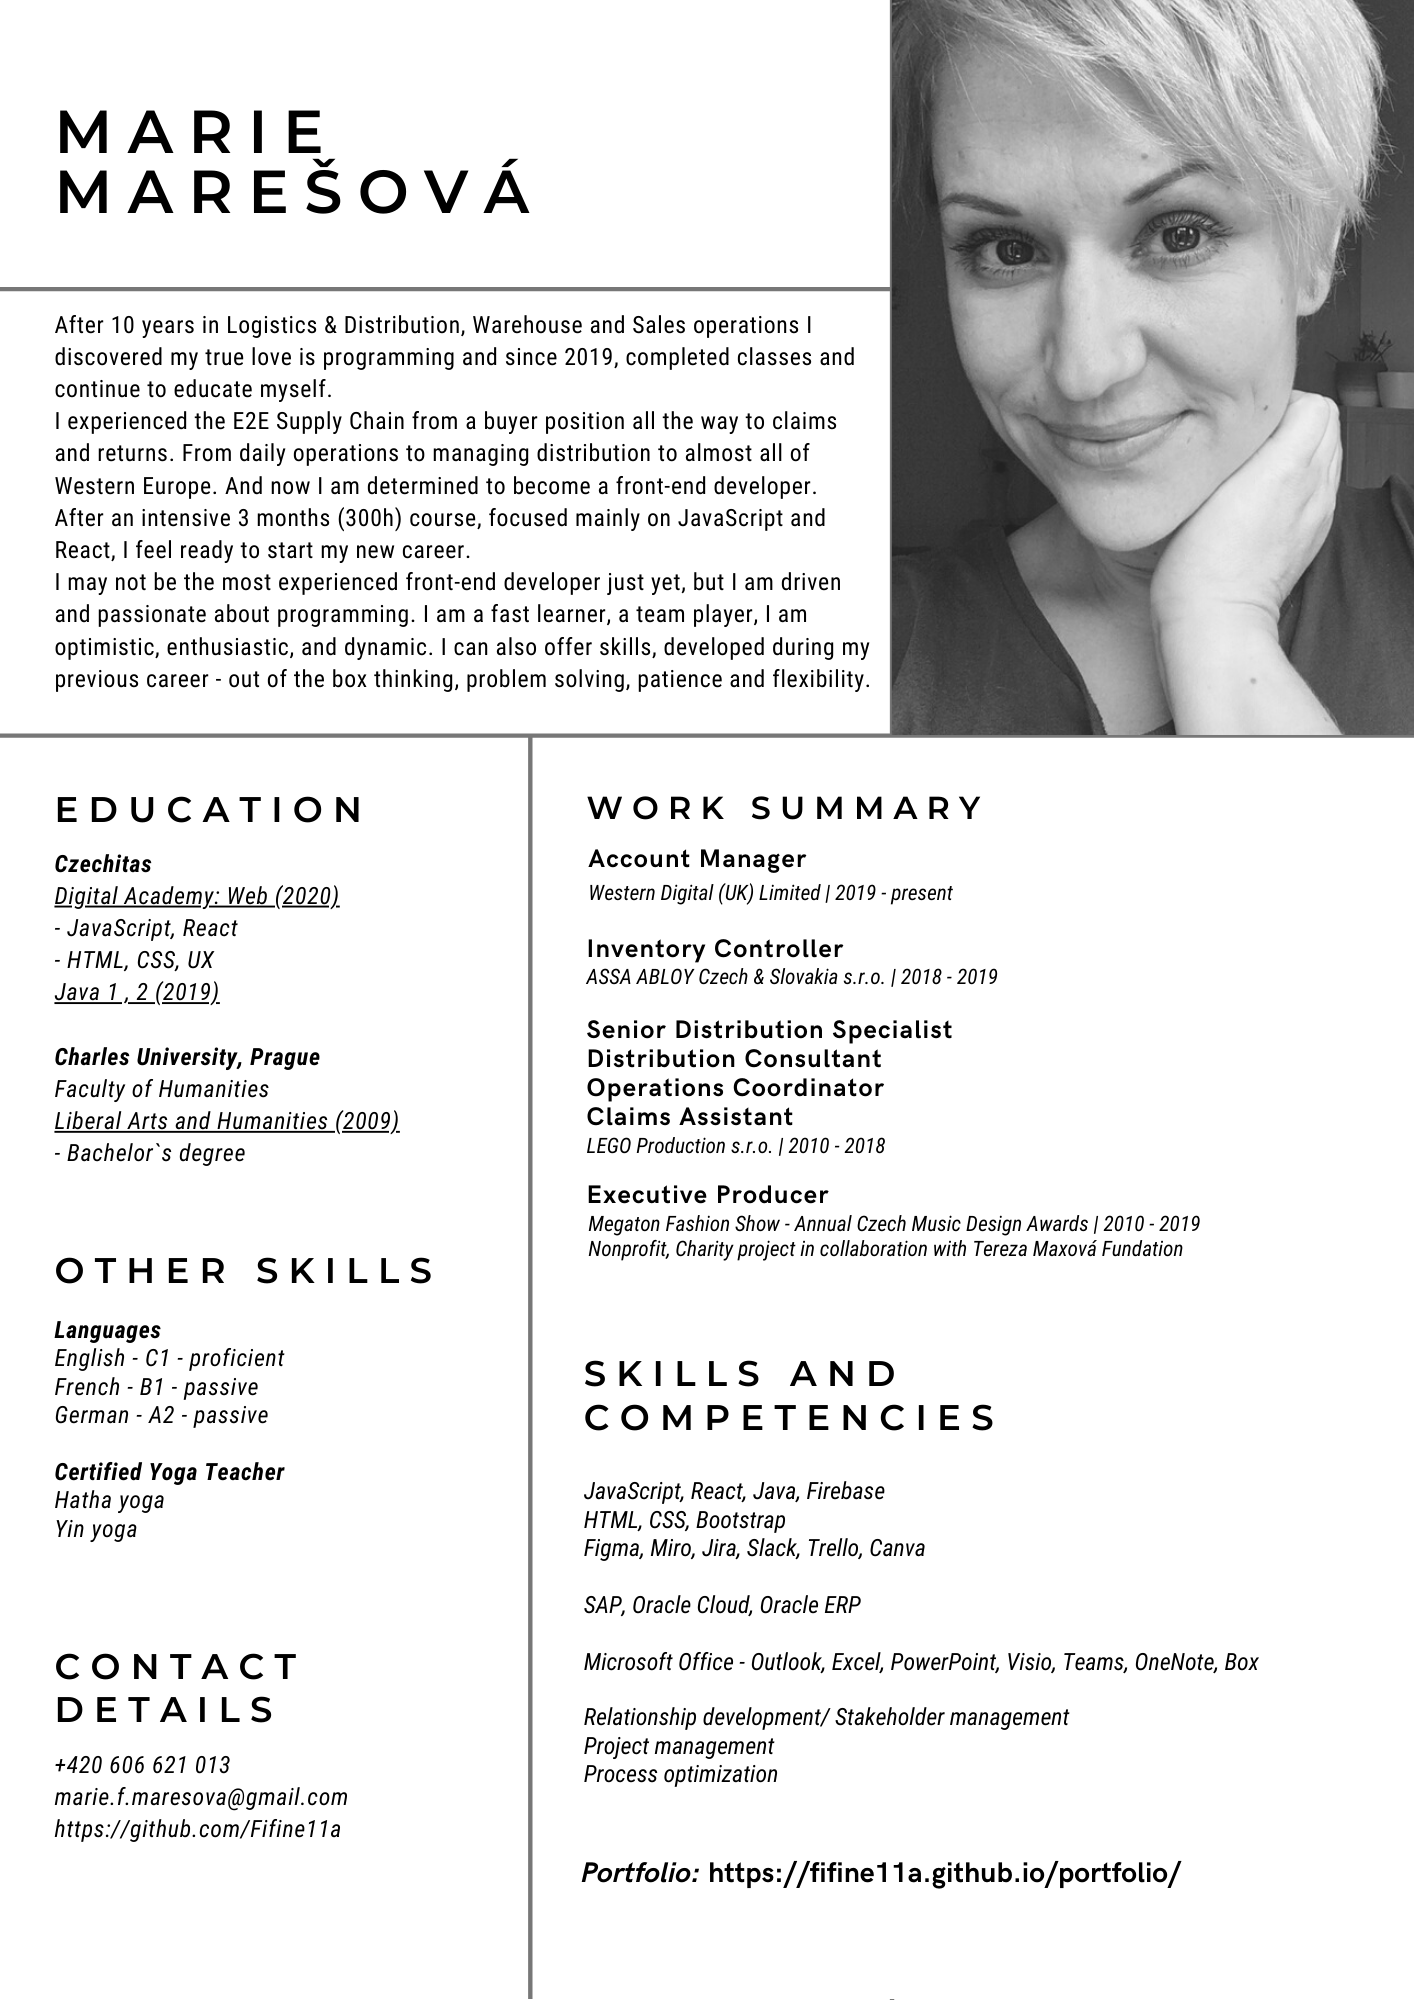 MARIE
MAREŠOVÁ
After 10 years in Logistics & Distribution, Warehouse and Sales operations I
discovered my true love is programming and since 2019, completed classes and
continue to educate myself.
I experienced the E2E Supply Chain from a buyer position all the way to claims
and returns. From daily operations to managing distribution to almost all of
Western Europe. And now I am determined to become a front-end developer.
After an intensive 3 months (300h) course, focused mainly on JavaScript and
React, I feel ready to start my new career.
I may not be the most experienced front-end developer just yet, but I am driven
and passionate about programming. I am a fast learner, a team player, I am
optimistic, enthusiastic, and dynamic. I can also offer skills, developed during my
previous career - out of the box thinking, problem solving, patience and flexibility.
EDUCATION
Czechitas
Digital Academy: Web (2020)
- JavaScript, React
- HTML, CSS, UX
Java 1 , 2 (2019)
Charles University, Prague
Faculty of Humanities
Liberal Arts and Humanities (2009)
- Bachelor`s degree
OTHER SKILLS
Languages
English - C1 - proficient
French - B1 - passive
German - A2 - passive
Certified Yoga Teacher
Hatha yoga
Yin yoga
CONTACT
DETAILS
+420 606 621 013
marie.f.maresova@gmail.com
https://github.com/Fifine11a
WORK SUMMARY
Account Manager
Western Digital (UK) Limited | 2019 - present
Inventory Controller
ASSA ABLOY Czech & Slovakia s.r.o. | 2018 - 2019
Senior Distribution Specialist
Distribution Consultant
Operations Coordinator
Claims Assistant
LEGO Production s.r.o. | 2010 - 2018
Executive Producer
Megaton Fashion Show - Annual Czech Music Design Awards | 2010 - 2019
Nonprofit, Charity project in collaboration with Tereza Maxová Fundation
SKILLS AND
COMPETENCIES
JavaScript, React, Java, Firebase
HTML, CSS, Bootstrap
Figma, Miro, Jira, Slack, Trello, Canva
SAP, Oracle Cloud, Oracle ERP
Microsoft Office - Outlook, Excel, PowerPoint, Visio, Teams, OneNote, Box
Relationship development/ Stakeholder management
Project management
Process optimization
Portfolio: https://fifine11a.github.io/portfolio/